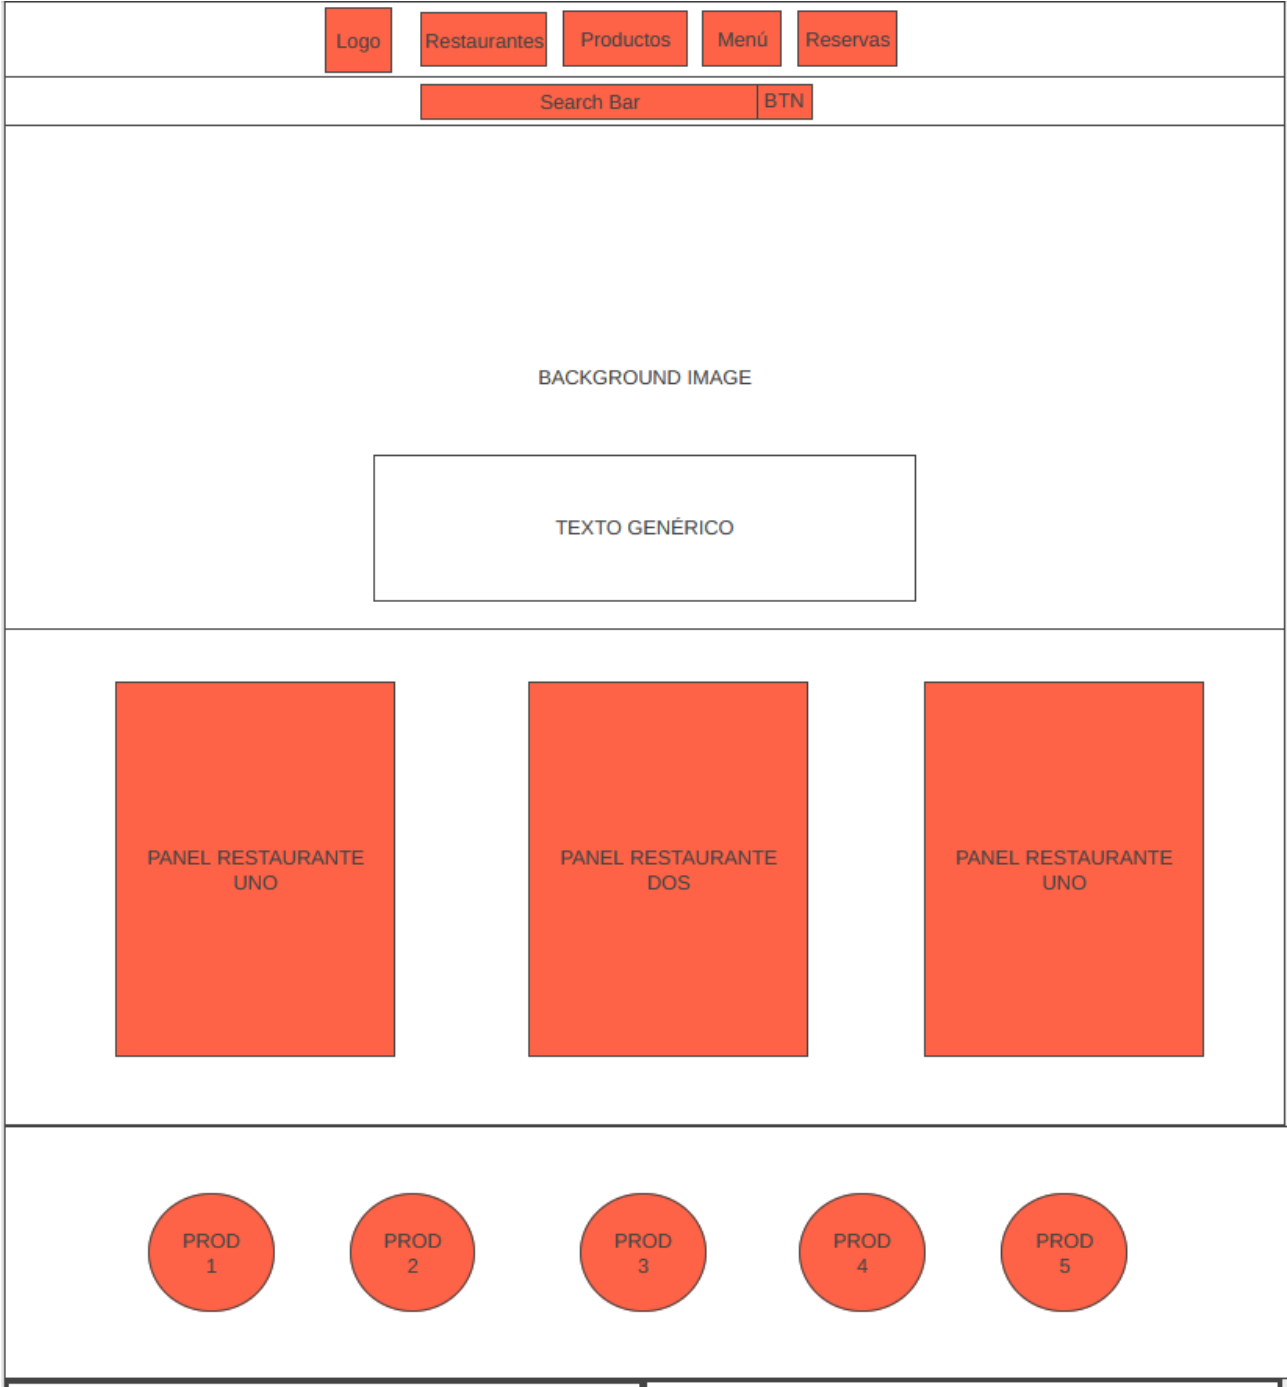 Logo
Restaurantes
Productos
Menú
Reservas
Search Bar
BTN
BACKGROUND IMAGE
TEXTO GENÉRICO
PANEL RESTAURANTE
UNO
PANEL RESTAURANTE
DOS
PANEL RESTAURANTE
UNO
PROD
1
PROD
2
PROD
3
PROD
4
PROD
5